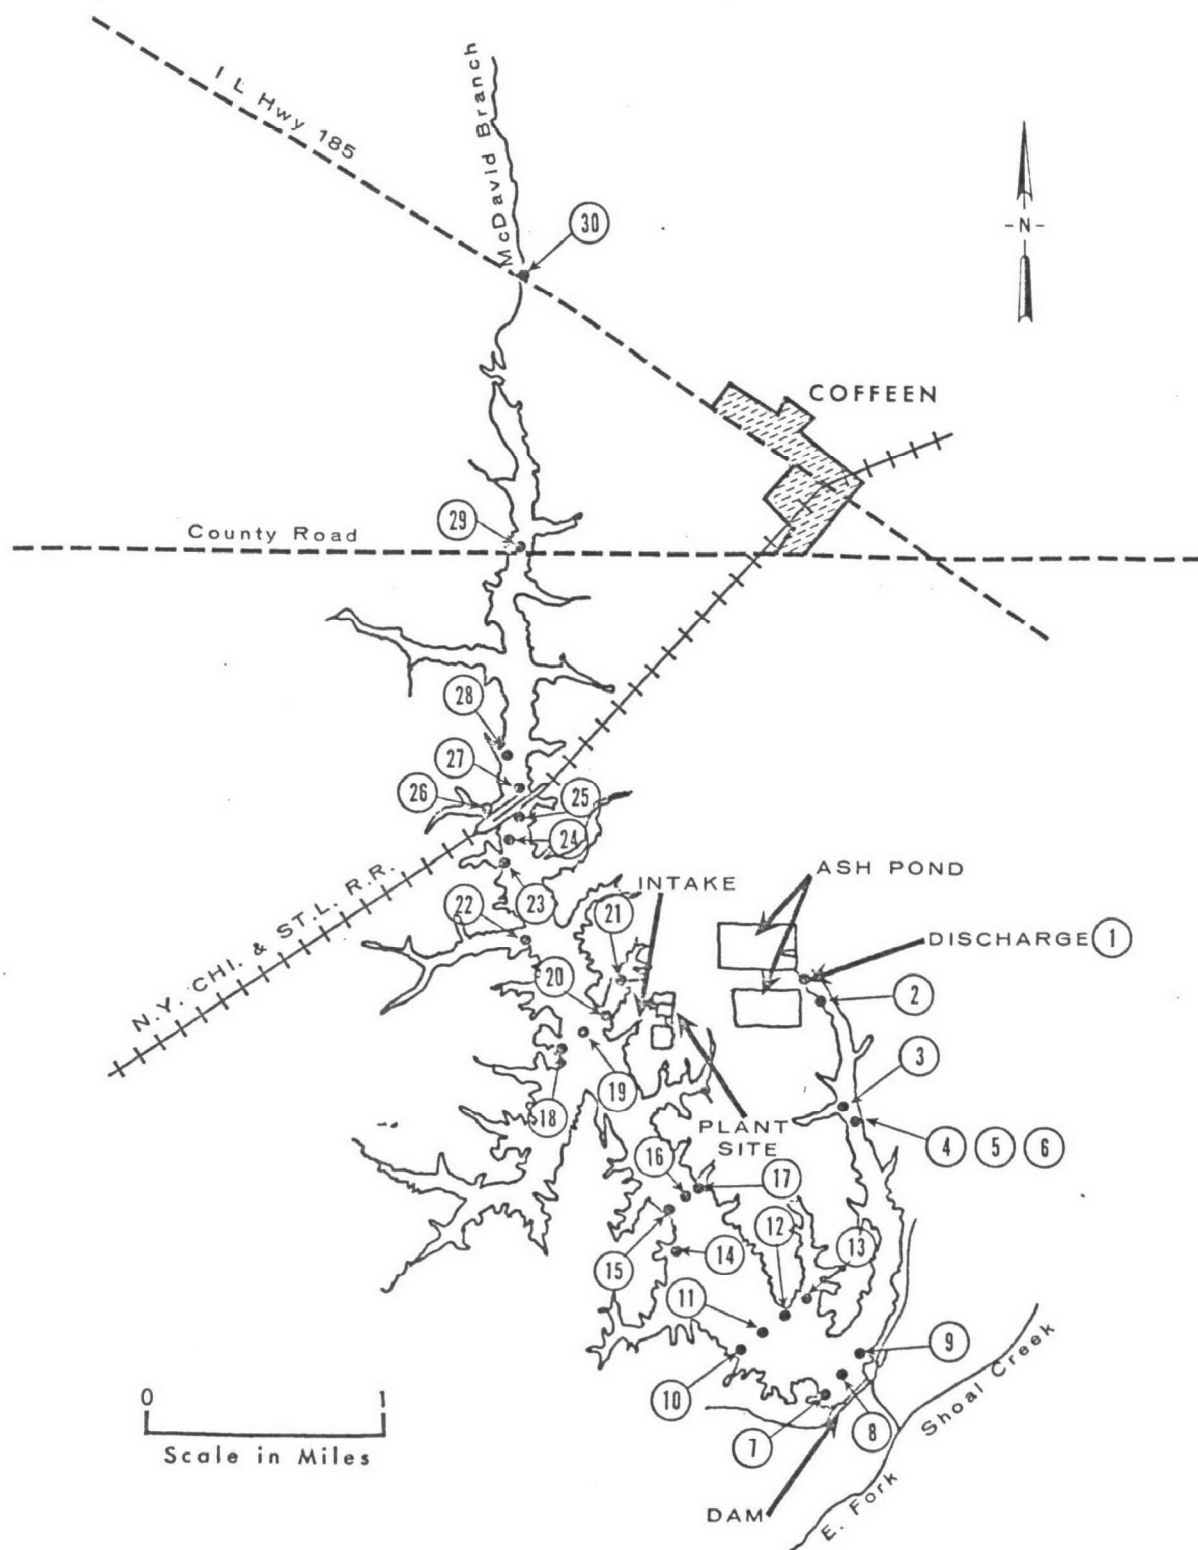 I L Hwy 185
McDavid Branch
30
-N-
COFFEEN
29
County Road
28
27
26
25
24
N.Y. CHI. & ST.L. R.R.
ASH POND
INTAKE
22
23
21
DISCHARGE 1
20
2
3
18
19
PLANT
SITE
4 5 6
16
17
12
13
15
14
11
9
10
0 1
Scale in Miles
7
8
Shoal Creek
DAM
E. Fork